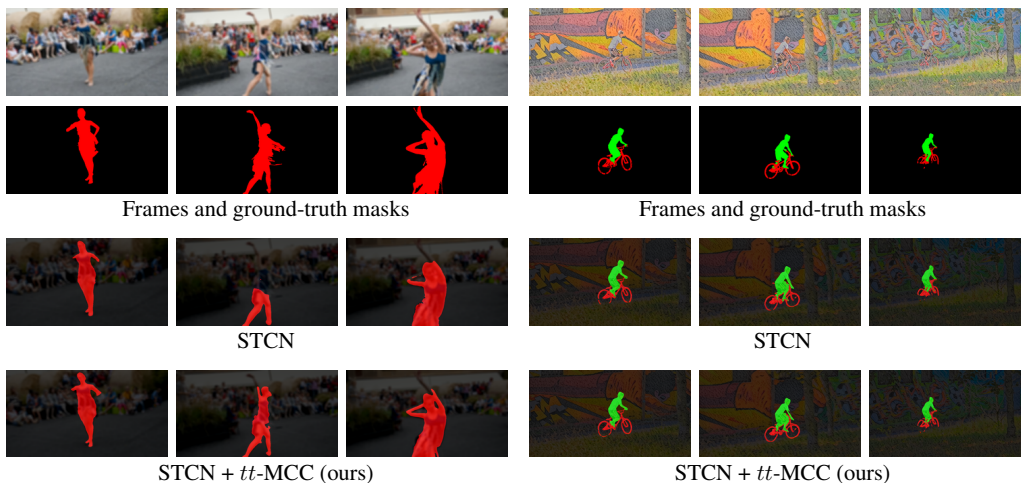 Frames and ground-truth masks
Frames and ground-truth masks
STCN
STCN
STCN + tt-MCC (ours)
STCN + tt-MCC (ours)